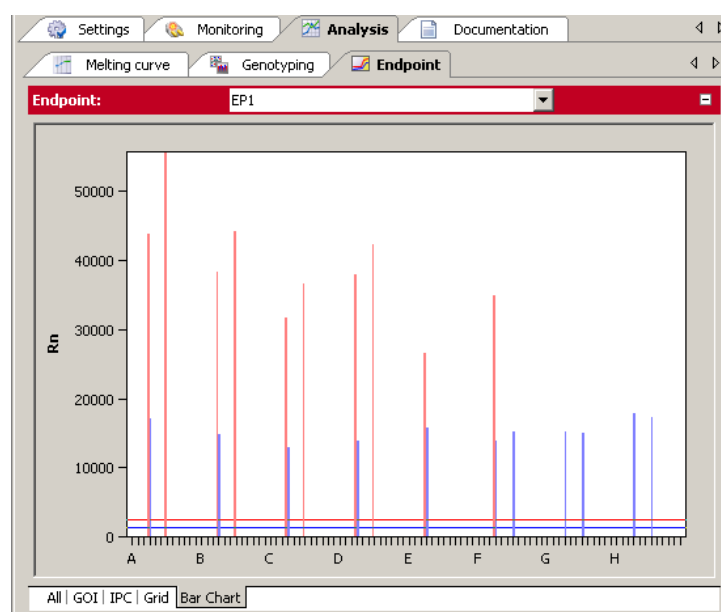 Settings Monitoring Analysis Documentation
Melting curve Genotyping Endpoint
Endpoint: EP1
50000
40000
30000
20000
10000
0
Rn
A B C D E F G H
All | GOI | IPC | Grid Bar Chart